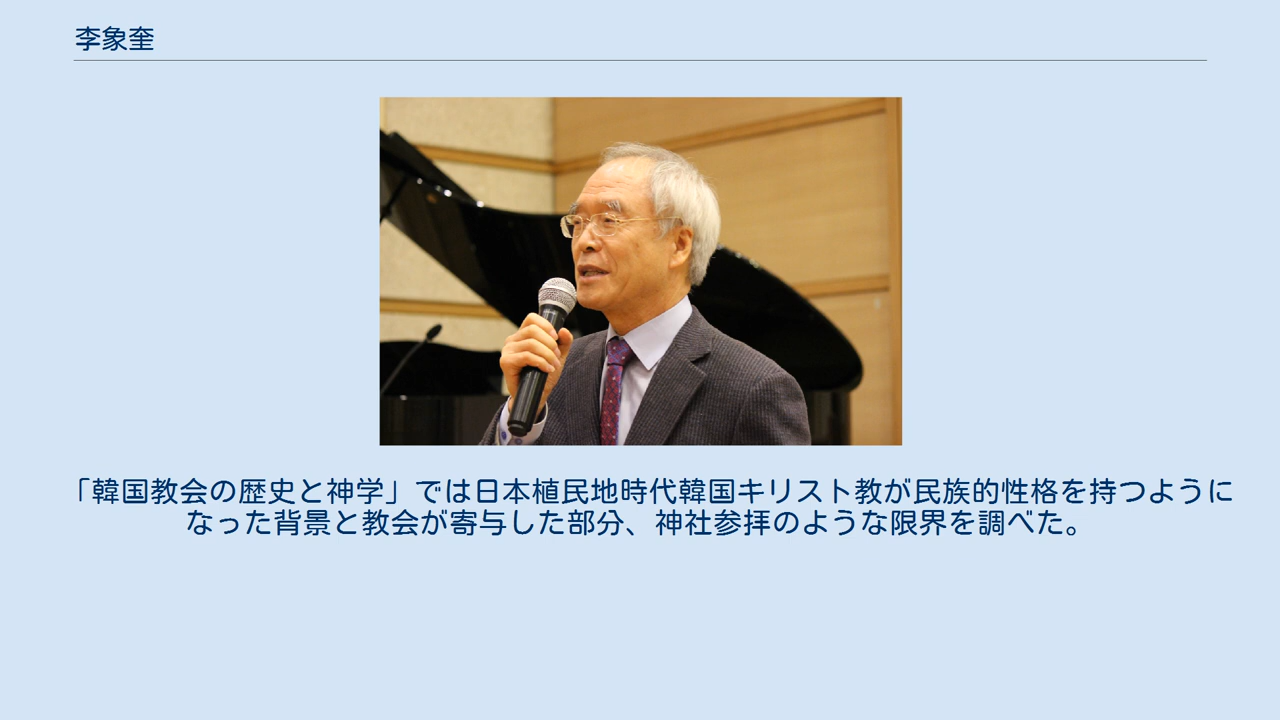 李象奎
「韓国教会の歴史と神学」では日本植民地時代韓国キリスト教が民族的性格を持つように
なった背景と教会が寄与した部分、神社参拝のような限界を調べた。